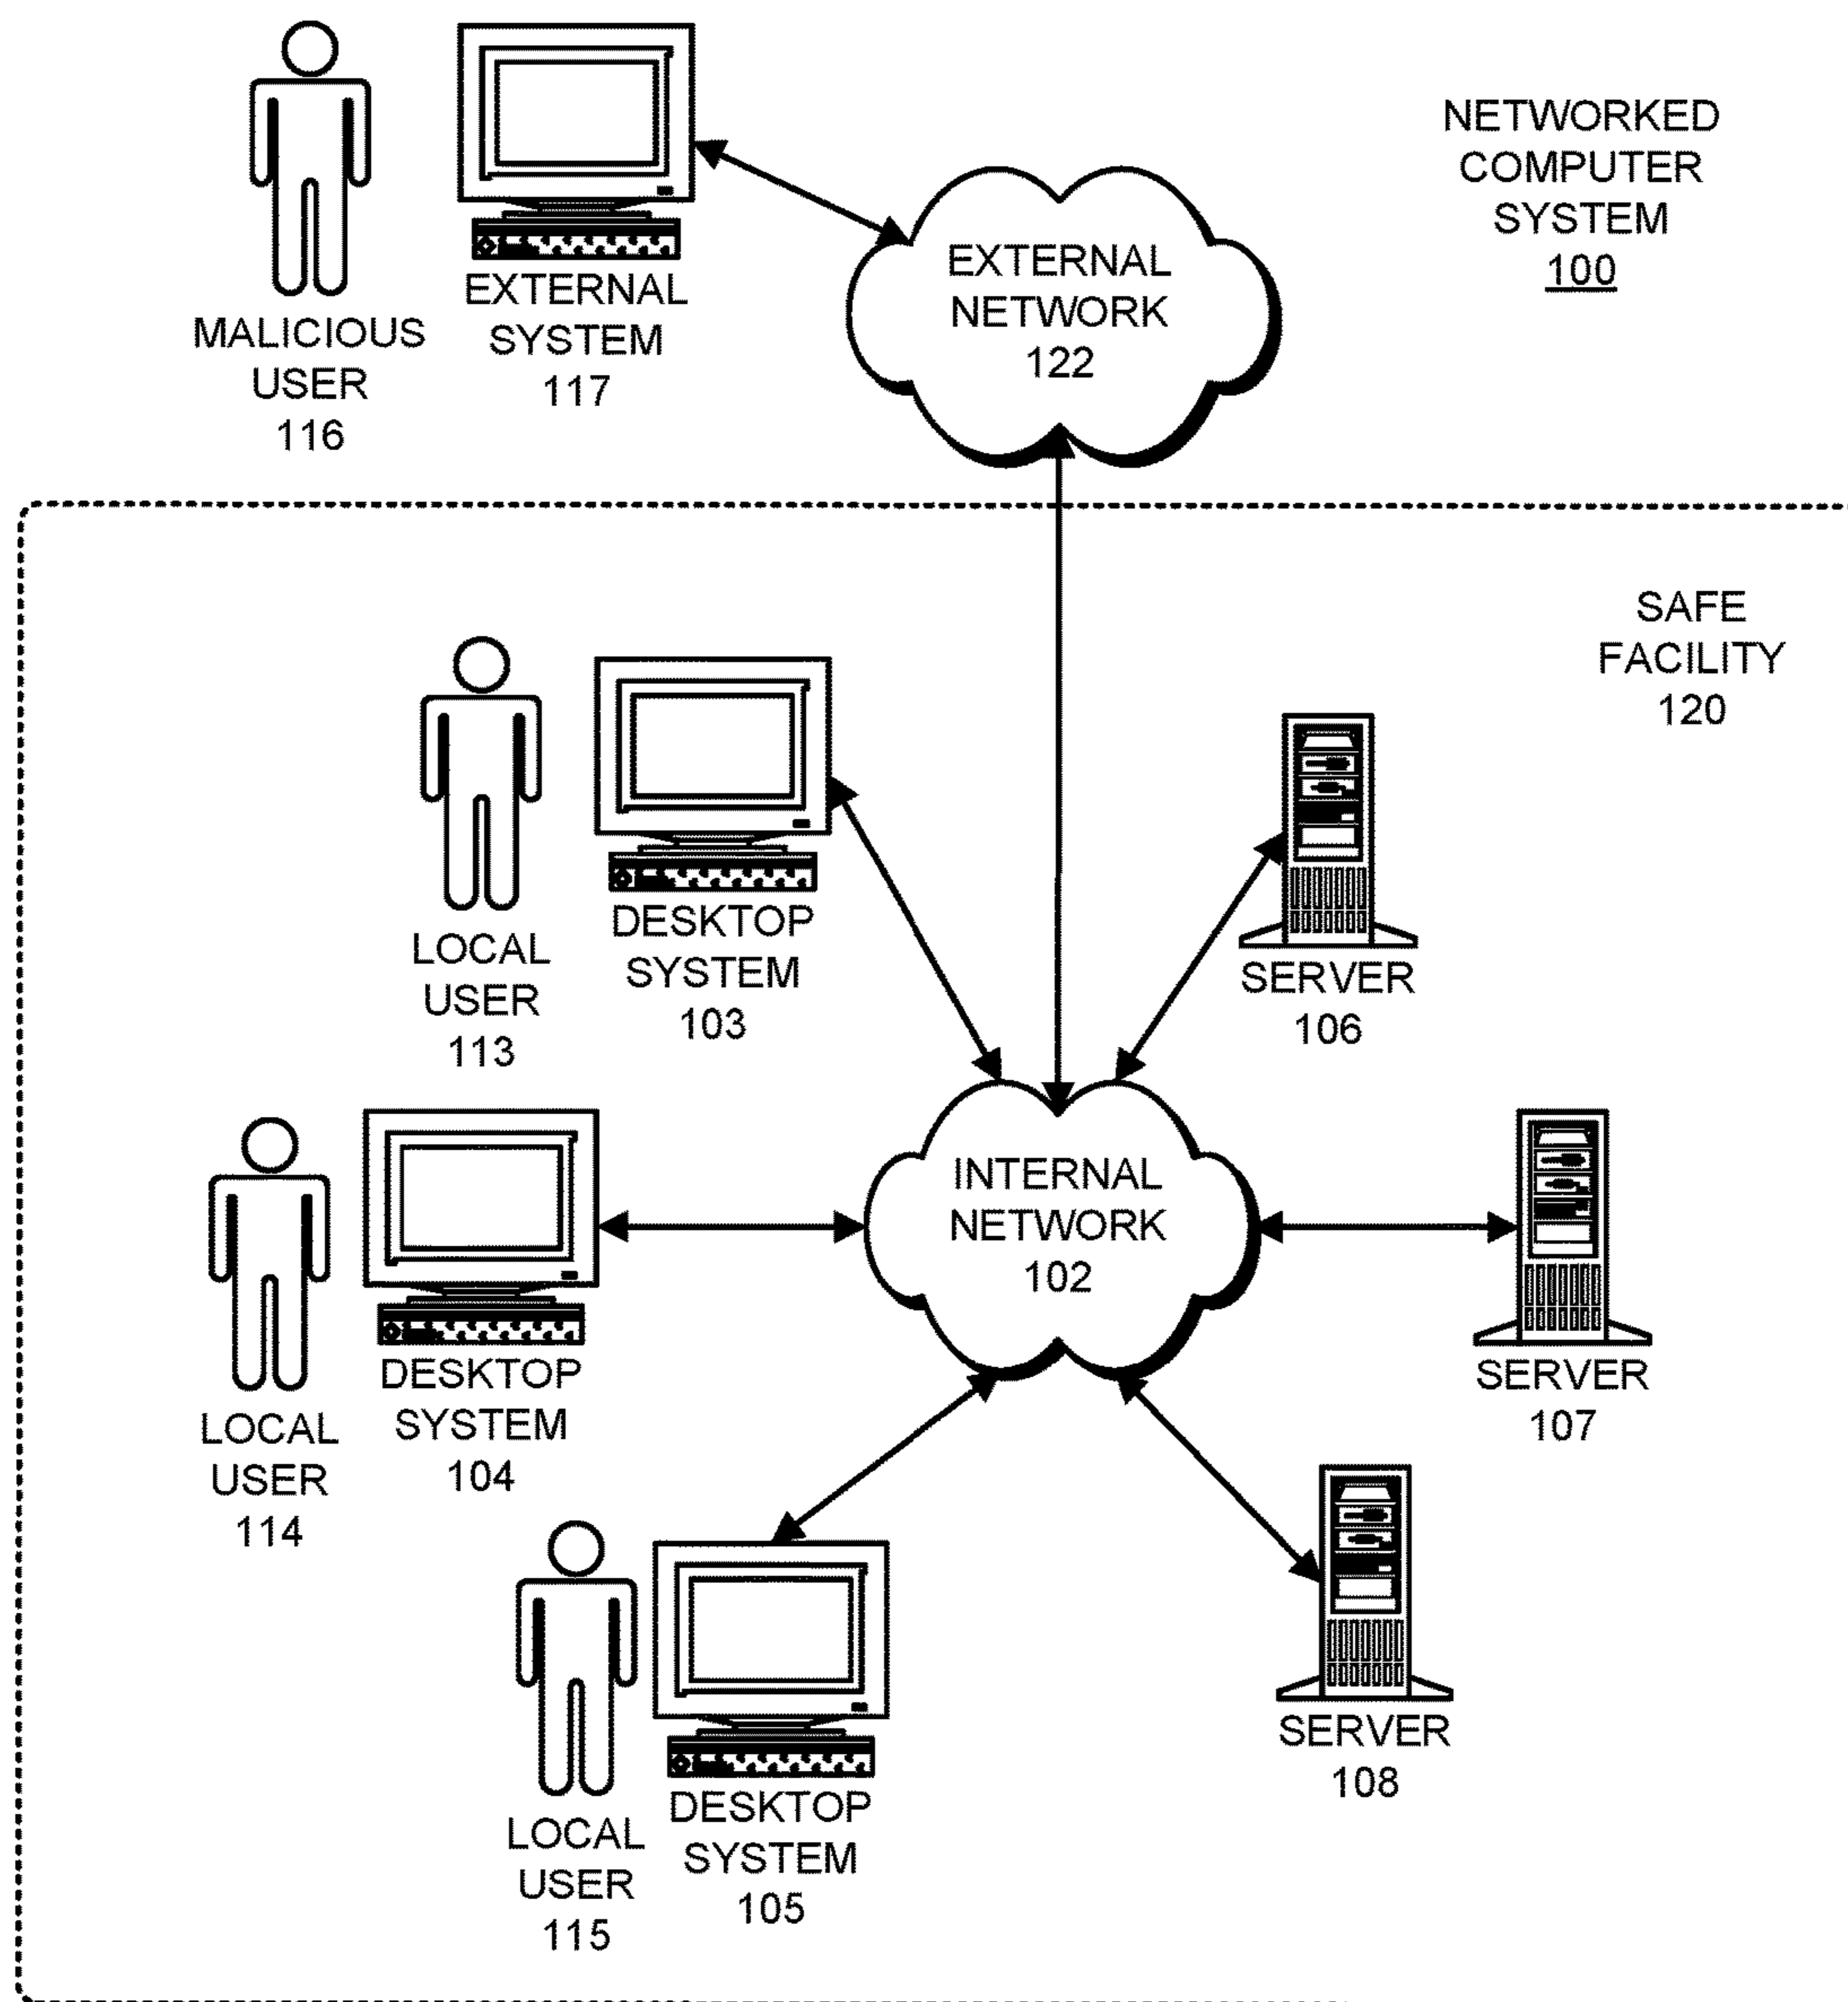 NETWORKED
COMPUTER
SYSTEM
100
EXTERNAL
NETWORK
122
EXTERNAL
SYSTEM
117
MALICIOUS
USER
116
SAFE
FACILITY
120
DESKTOP
SYSTEM
103
LOCAL
USER
113
SERVER
106
INTERNAL
NETWORK
102
DESKTOP
SYSTEM
104
LOCAL
USER
114
SERVER
107
SERVER
108
DESKTOP
SYSTEM
105
LOCAL
USER
115